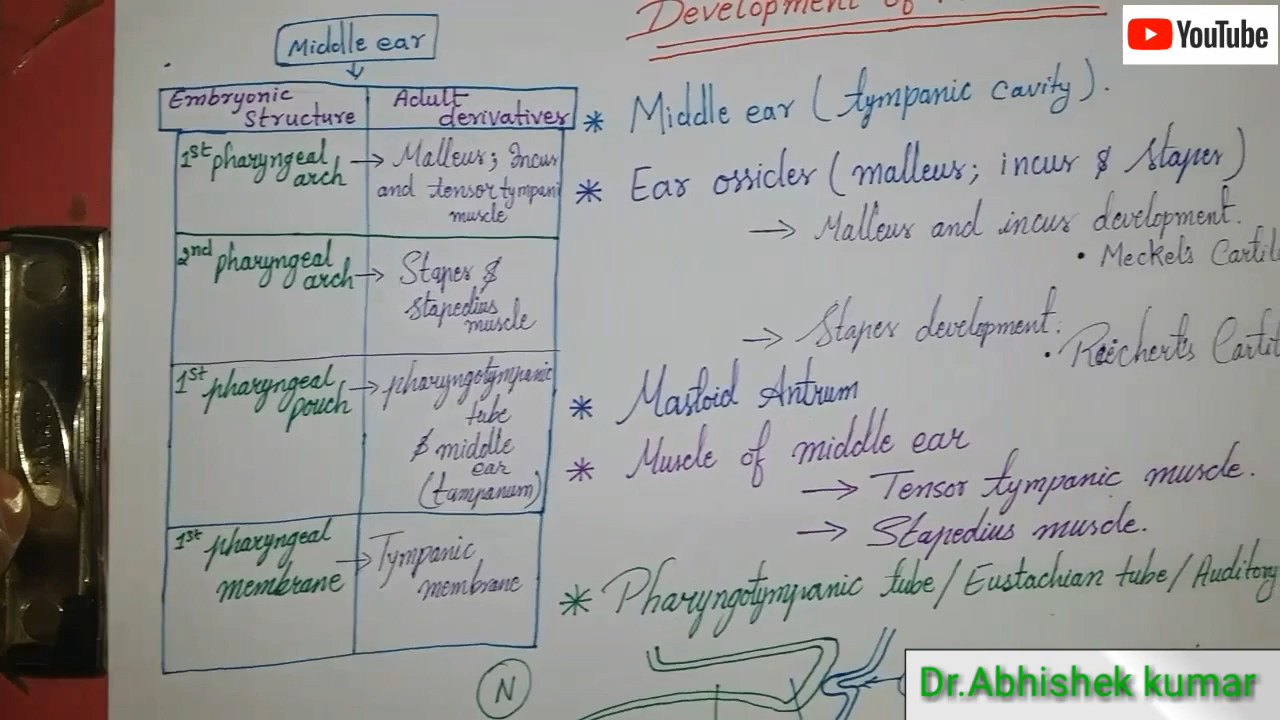 Development of
YouTube
Middle ear
Embryonic Structure
Adult derivatives
1st pharyngeal arch → Malleus; Incus and tensor tympani muscle
2nd pharyngeal arch → Stapes & Stapedius muscle
1st pharyngeal pouch → pharyngotympanic tube & middle ear (tampanum)
1st pharyngeal membrane → Tympanic membrane
* Middle ear (tympanic cavity).
* Ear ossicles (malleus; incus & stapes)
→ Malleus and incus development.
• Meckel's Cartil
→ Stapes development.
• Reichert's Cartil
* Mastoid Antrum
* Muscle of middle ear
→ Tensor tympanic muscle.
→ Stapedius muscle.
* Pharyngotympanic tube / Eustachian tube / Auditory
N
Dr.Abhishek kumar